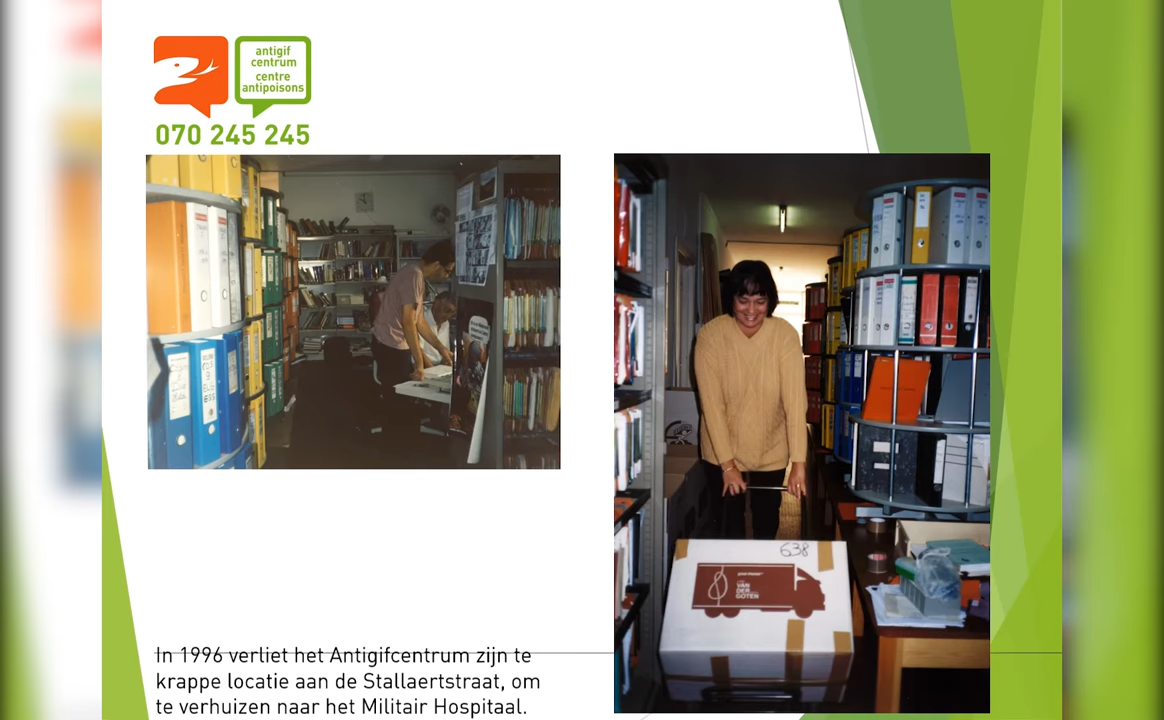 antigif
centrum
centre
antipoisons
070 245 245
638
VAN
DER
GOTEN
In 1996 verliet het Antigifcentrum zijn te
krappe locatie aan de Stallaertstraat, om
te verhuizen naar het Militair Hospitaal.